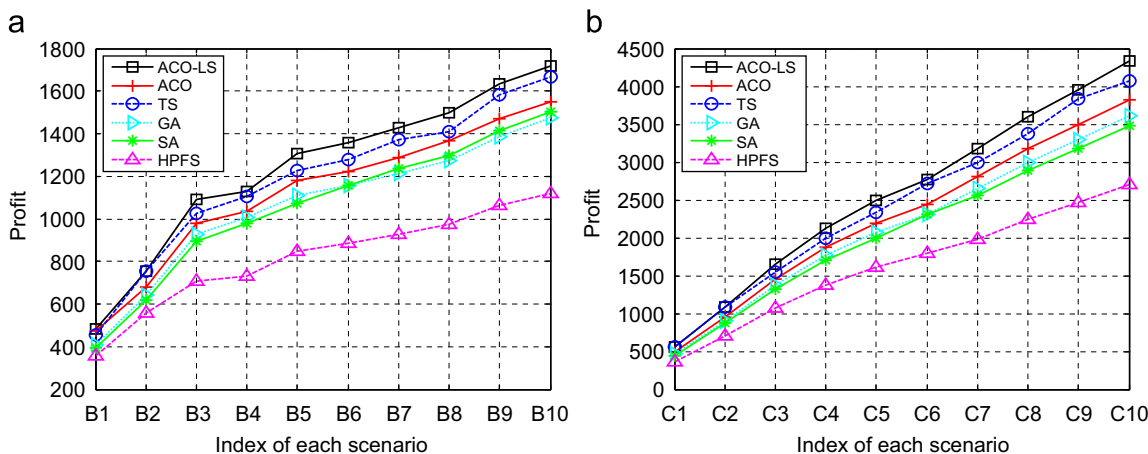 a
1800
1600
1400
1200
1000
800
600
400
200
Profit
ACO-LS
ACO
TS
GA
SA
HPFS
B1 B2 B3 B4 B5 B6 B7 B8 B9 B10
Index of each scenario
b
4500
4000
3500
3000
2500
2000
1500
1000
500
0
Profit
ACO-LS
ACO
TS
GA
SA
HPFS
C1 C2 C3 C4 C5 C6 C7 C8 C9 C10
Index of each scenario